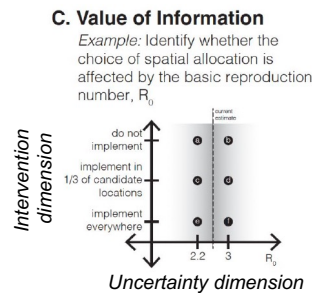 C. Value of Information
Example: Identify whether the
choice of spatial allocation is
affected by the basic reproduction
number, R0
current
estimate
Intervention
dimension
do not
implement
implement in
1/3 of candidate
locations
implement
everywhere
a
b
c
d
e
f
2.2
3
R0
Uncertainty dimension